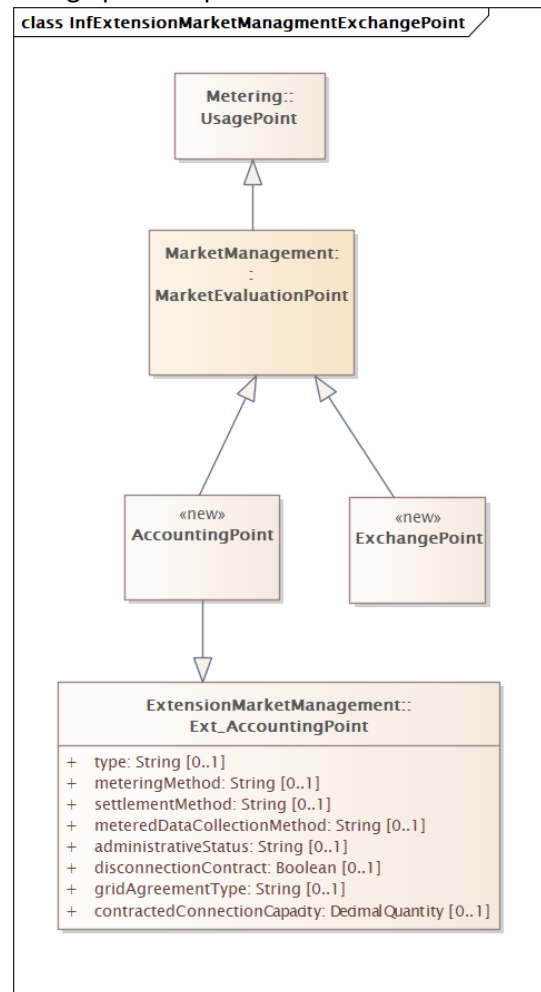 class InfExtensionMarketManagmentExchangePoint
Metering::
UsagePoint
MarketManagement:
:
MarketEvaluationPoint
«new»
AccountingPoint
«new»
ExchangePoint
ExtensionMarketManagement::
Ext_AccountingPoint
+ type: String [0..1]
+ meteringMethod: String [0..1]
+ settlementMethod: String [0..1]
+ meteredDataCollectionMethod: String [0..1]
+ administrativeStatus: String [0..1]
+ disconnectionContract: Boolean [0..1]
+ gridAgreementType: String [0..1]
+ contractedConnectionCapacity: DecimalQuantity [0..1]